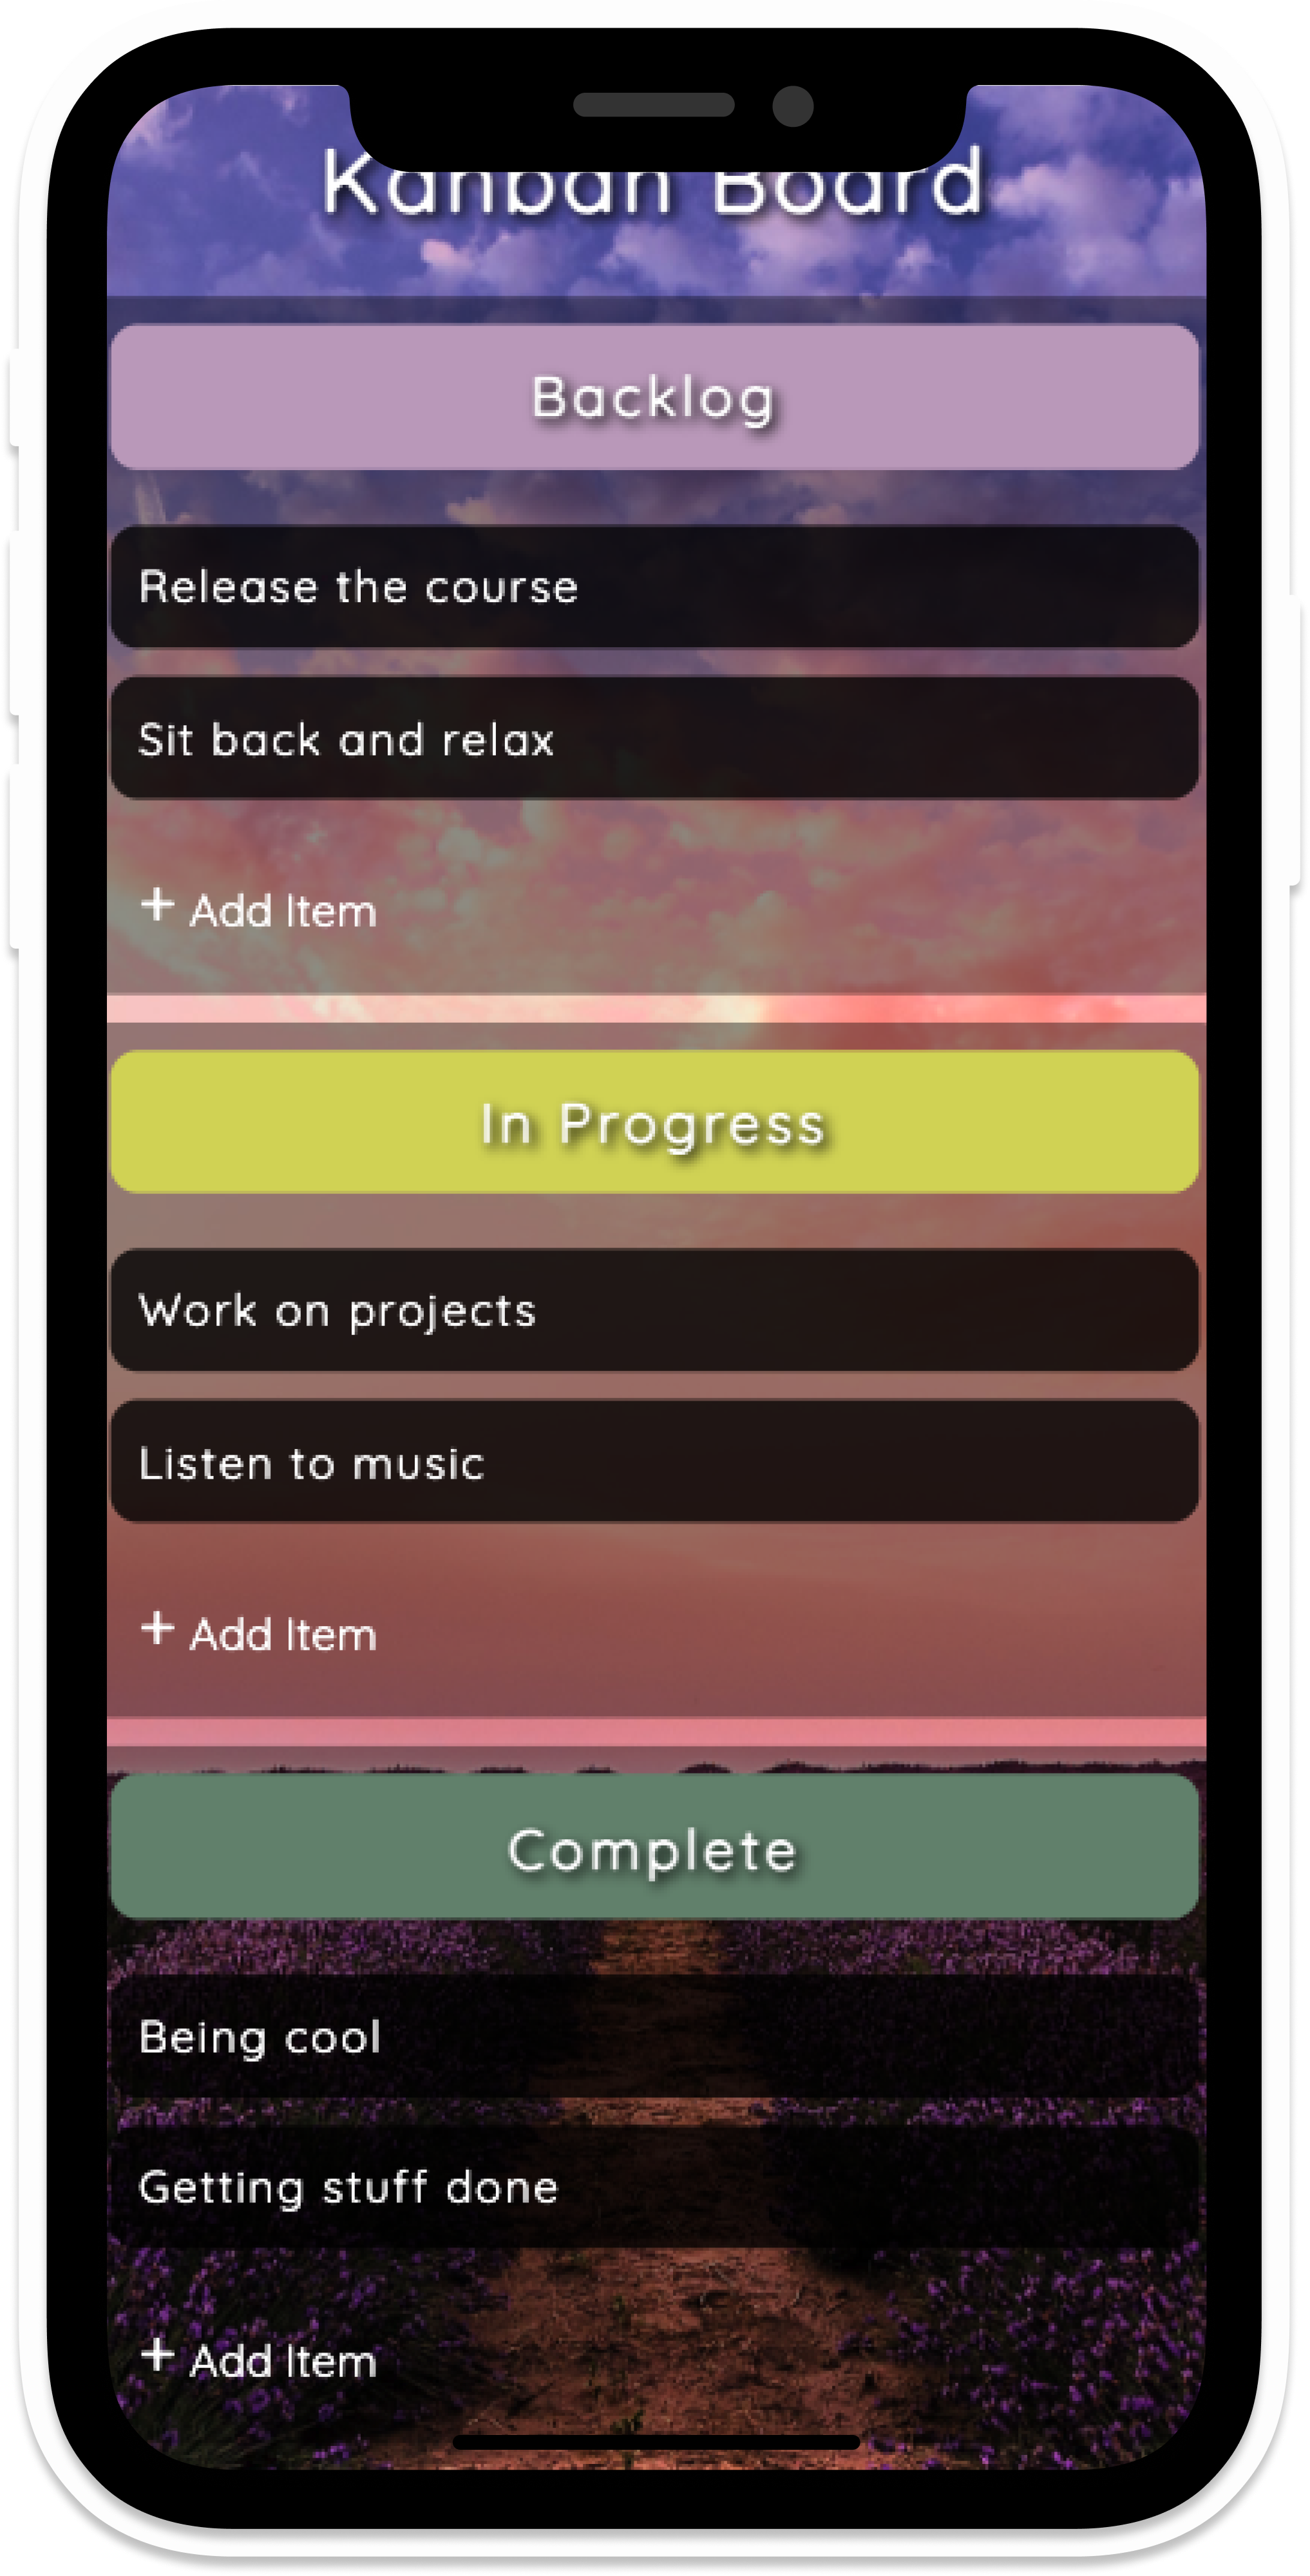 Kanban Board
Backlog
Release the course
Sit back and relax
+ Add Item
In Progress
Work on projects
Listen to music
+ Add Item
Complete
Being cool
Getting stuff done
+ Add Item